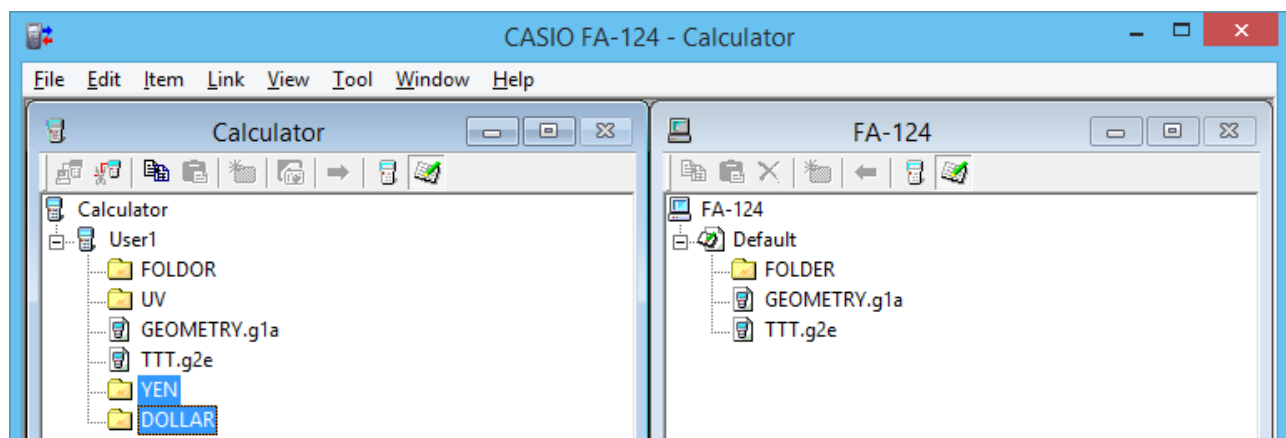 CASIO FA-124 - Calculator
File Edit Item Link View Tool Window Help
Calculator
Calculator
User1
FOLDOR
UV
GEOMETRY.g1a
TTT.g2e
YEN
DOLLAR
FA-124
FA-124
Default
FOLDER
GEOMETRY.g1a
TTT.g2e